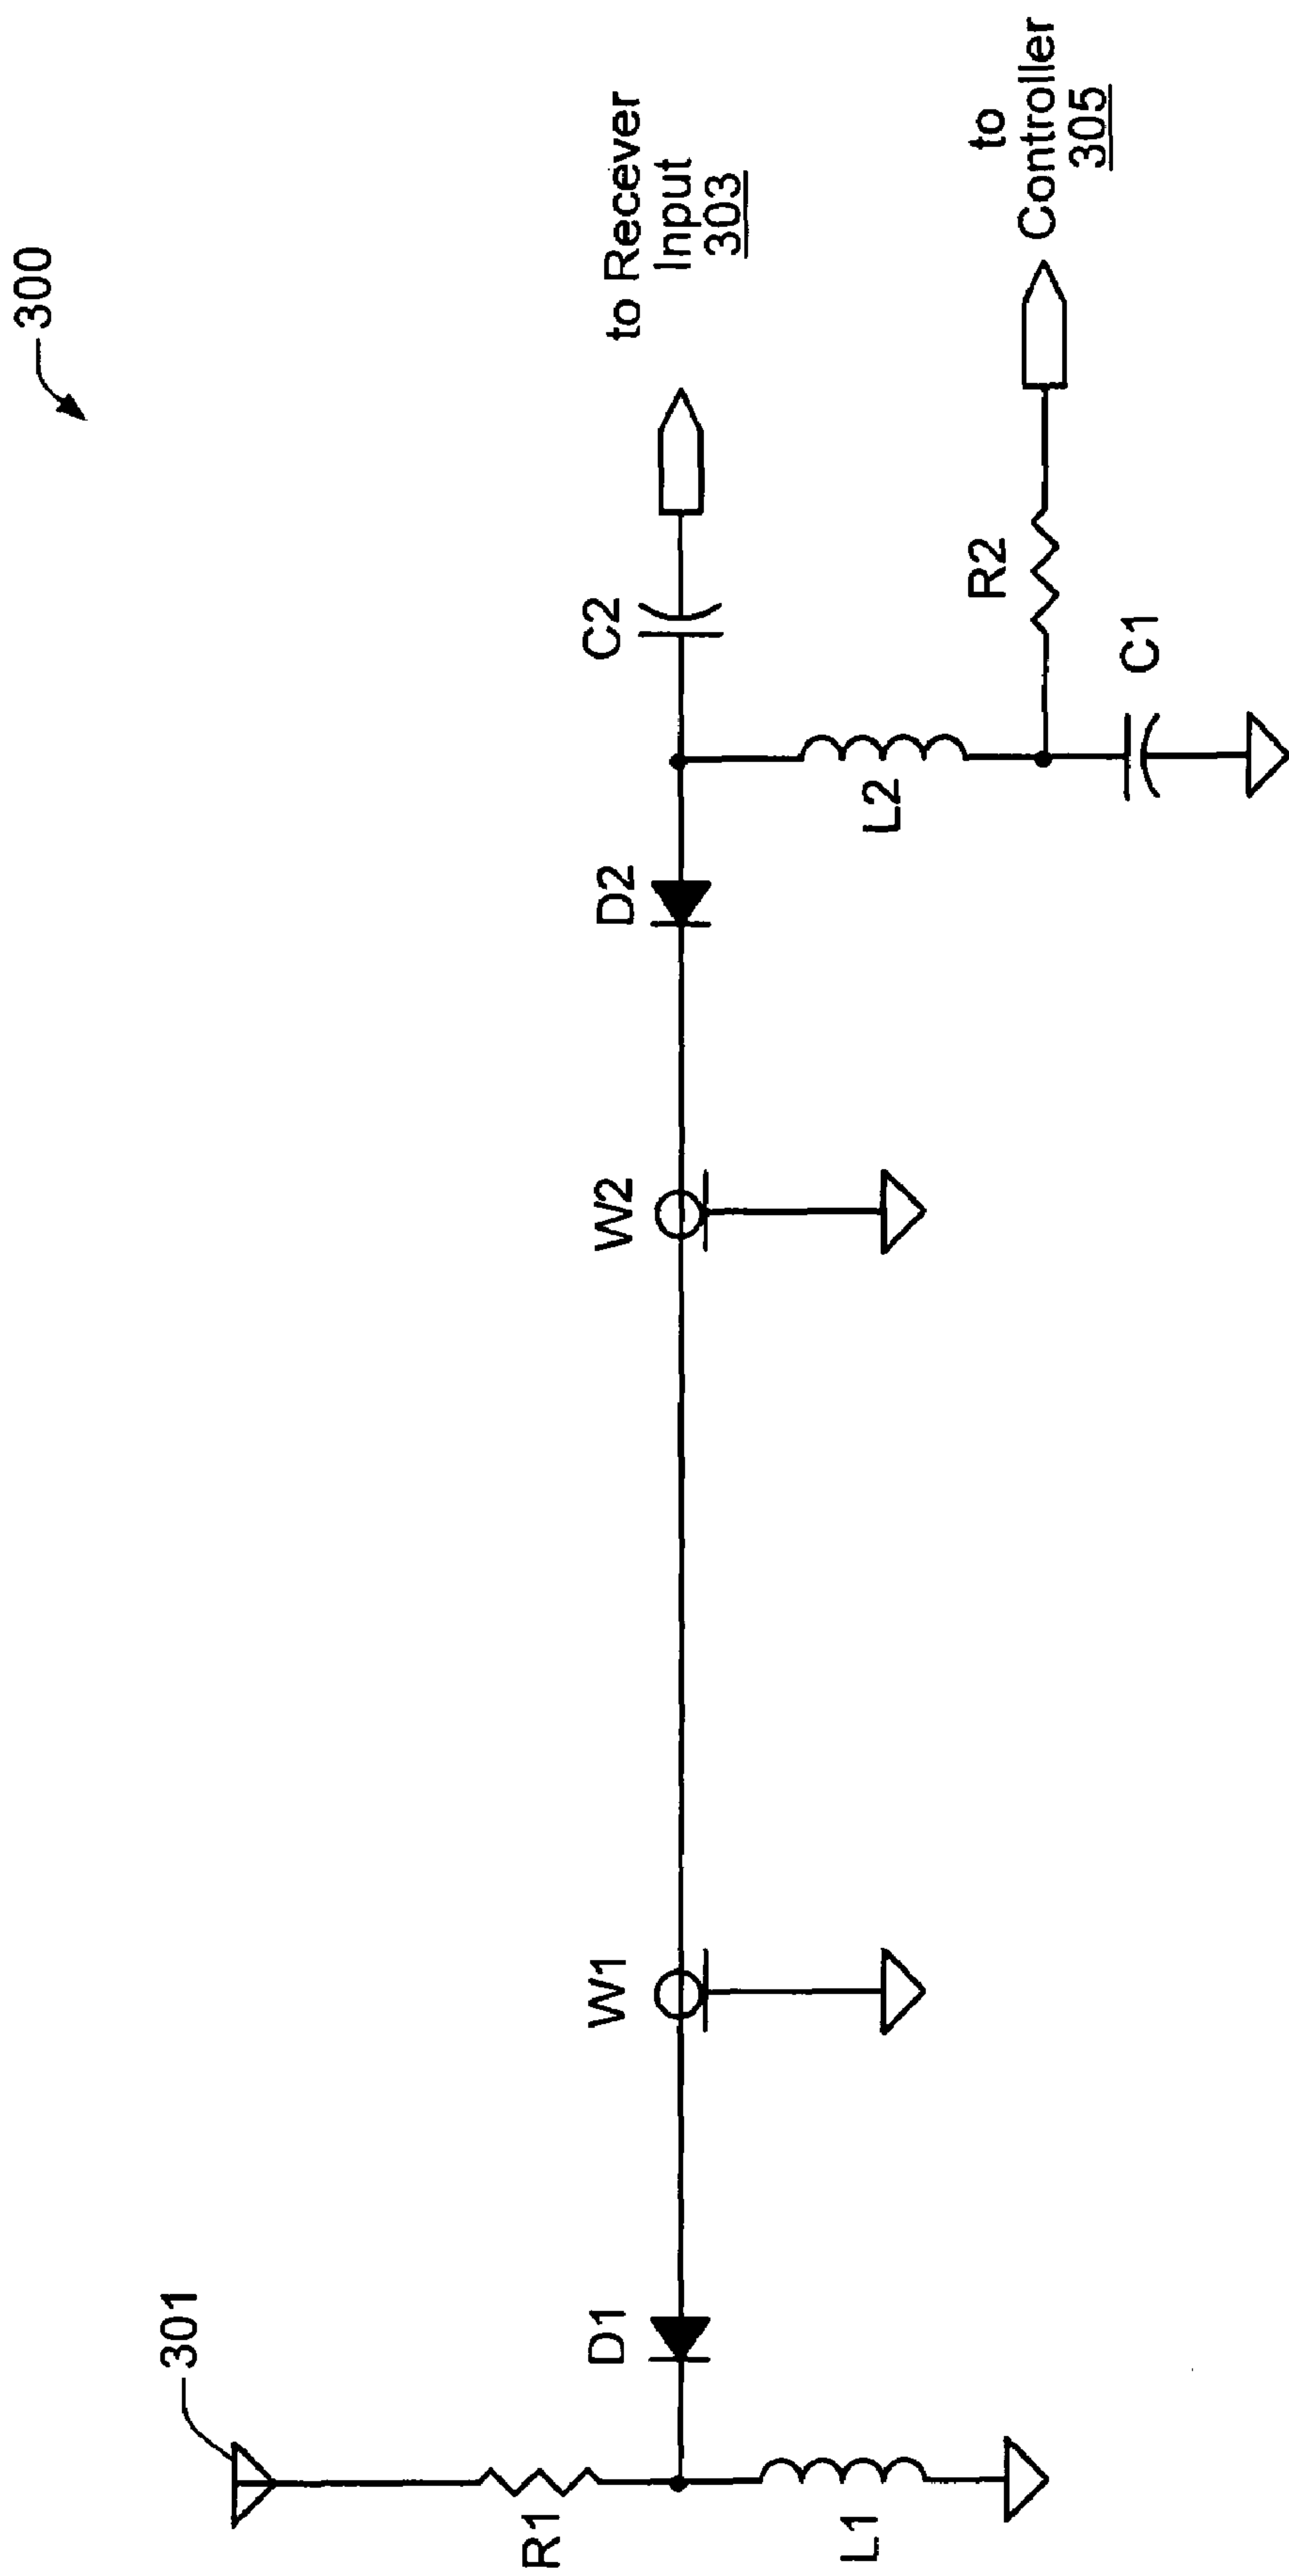 300
301
R1
L1
D1
W1
W2
D2
L2
C2
to Recever
Input
303
R2
C1
to
Controller
305